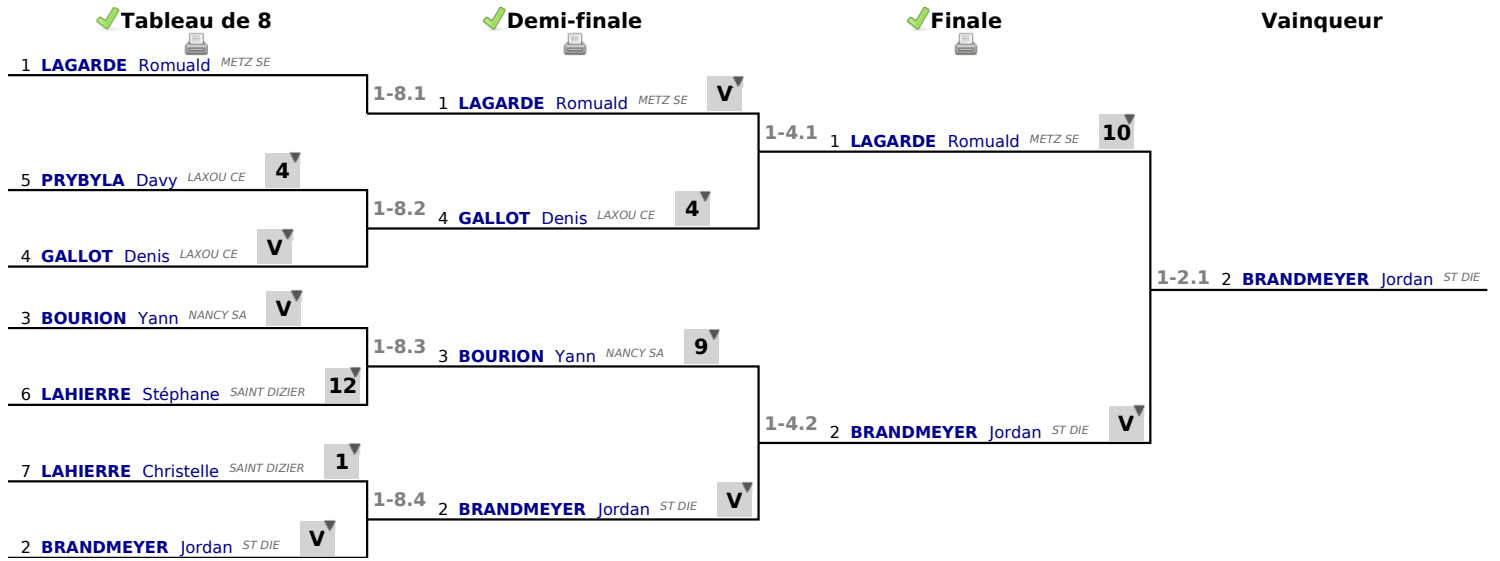 Tableau de 8
Demi-finale
Finale
Vainqueur
1 LAGARDE Romuald METZ SE
1-8.1 1 LAGARDE Romuald METZ SE V
1-4.1 1 LAGARDE Romuald METZ SE 10
5 PRYBYLA Davy LAXOU CE 4
1-8.2 4 GALLOT Denis LAXOU CE 4
4 GALLOT Denis LAXOU CE V
1-2.1 2 BRANDMEYER Jordan ST DIE
3 BOURION Yann NANCY SA V
1-8.3 3 BOURION Yann NANCY SA 9
6 LAHIERRE Stéphane SAINT DIZIER 12
1-4.2 2 BRANDMEYER Jordan ST DIE V
7 LAHIERRE Christelle SAINT DIZIER 1
1-8.4 2 BRANDMEYER Jordan ST DIE V
2 BRANDMEYER Jordan ST DIE V